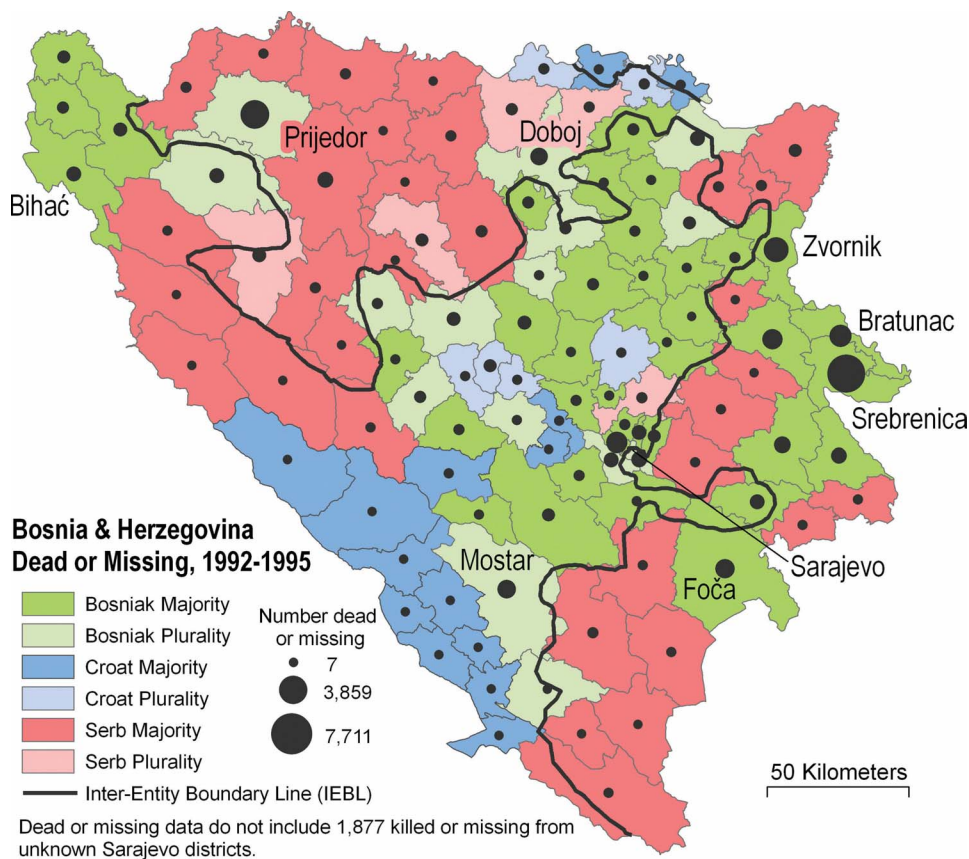 Prijedor
Doboj
Bihać
Zvornik
Bratunac
Srebrenica
Sarajevo
Mostar
Foča
Bosnia & Herzegovina
Dead or Missing, 1992-1995
Bosniak Majority
Bosniak Plurality
Croat Majority
Croat Plurality
Serb Majority
Serb Plurality
Inter-Entity Boundary Line (IEBL)
Number dead
or missing
7
3,859
7,711
50 Kilometers
Dead or missing data do not include 1,877 killed or missing from
unknown Sarajevo districts.